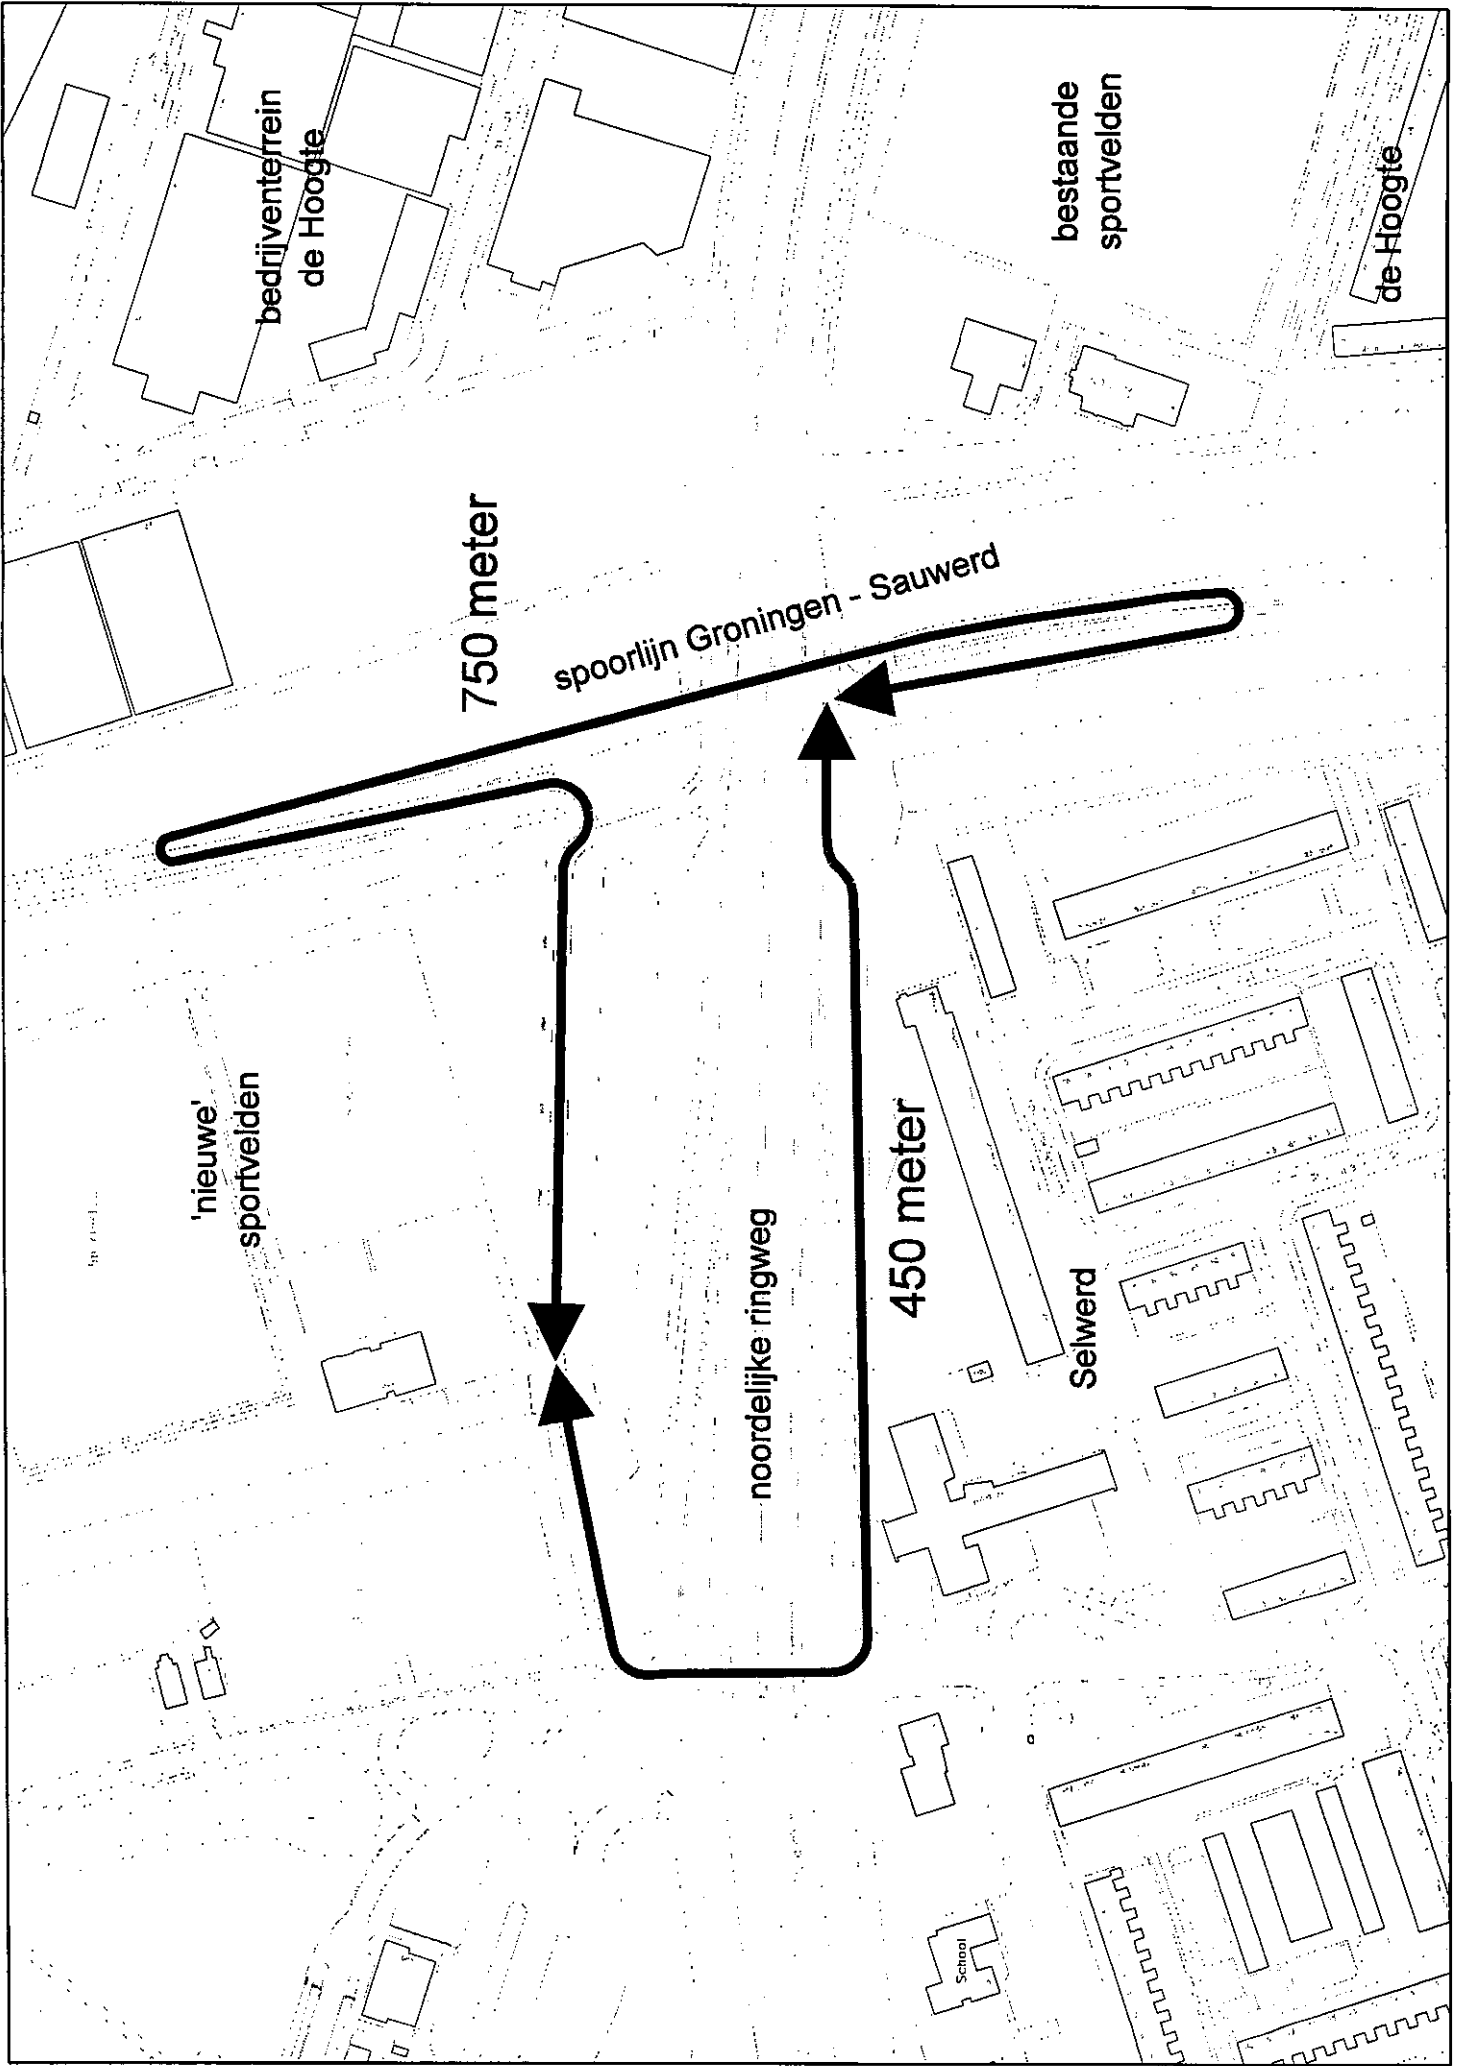 'nieuwe'
sportvelden
bedrijventerrein
de Hoogte
750 meter
spoorlijn Groningen - Sauwerd
noordelijke ringweg
450 meter
bestaande
sportvelden
de Hoogte
Selwerd
School